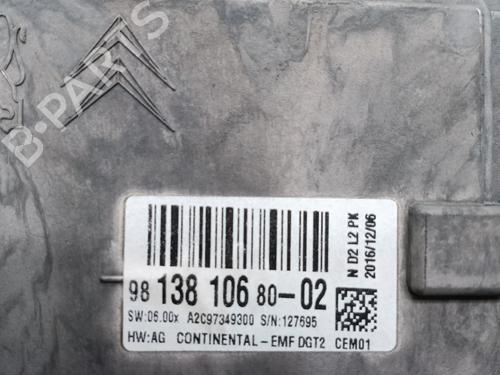 B-PARTS
N D2 L2 PK
2016/12/06
98 138 106 80-02
SW:06.00x A2C97349300 S/N:127695
HW:AG CONTINENTAL-EMF DGT2 CEM01